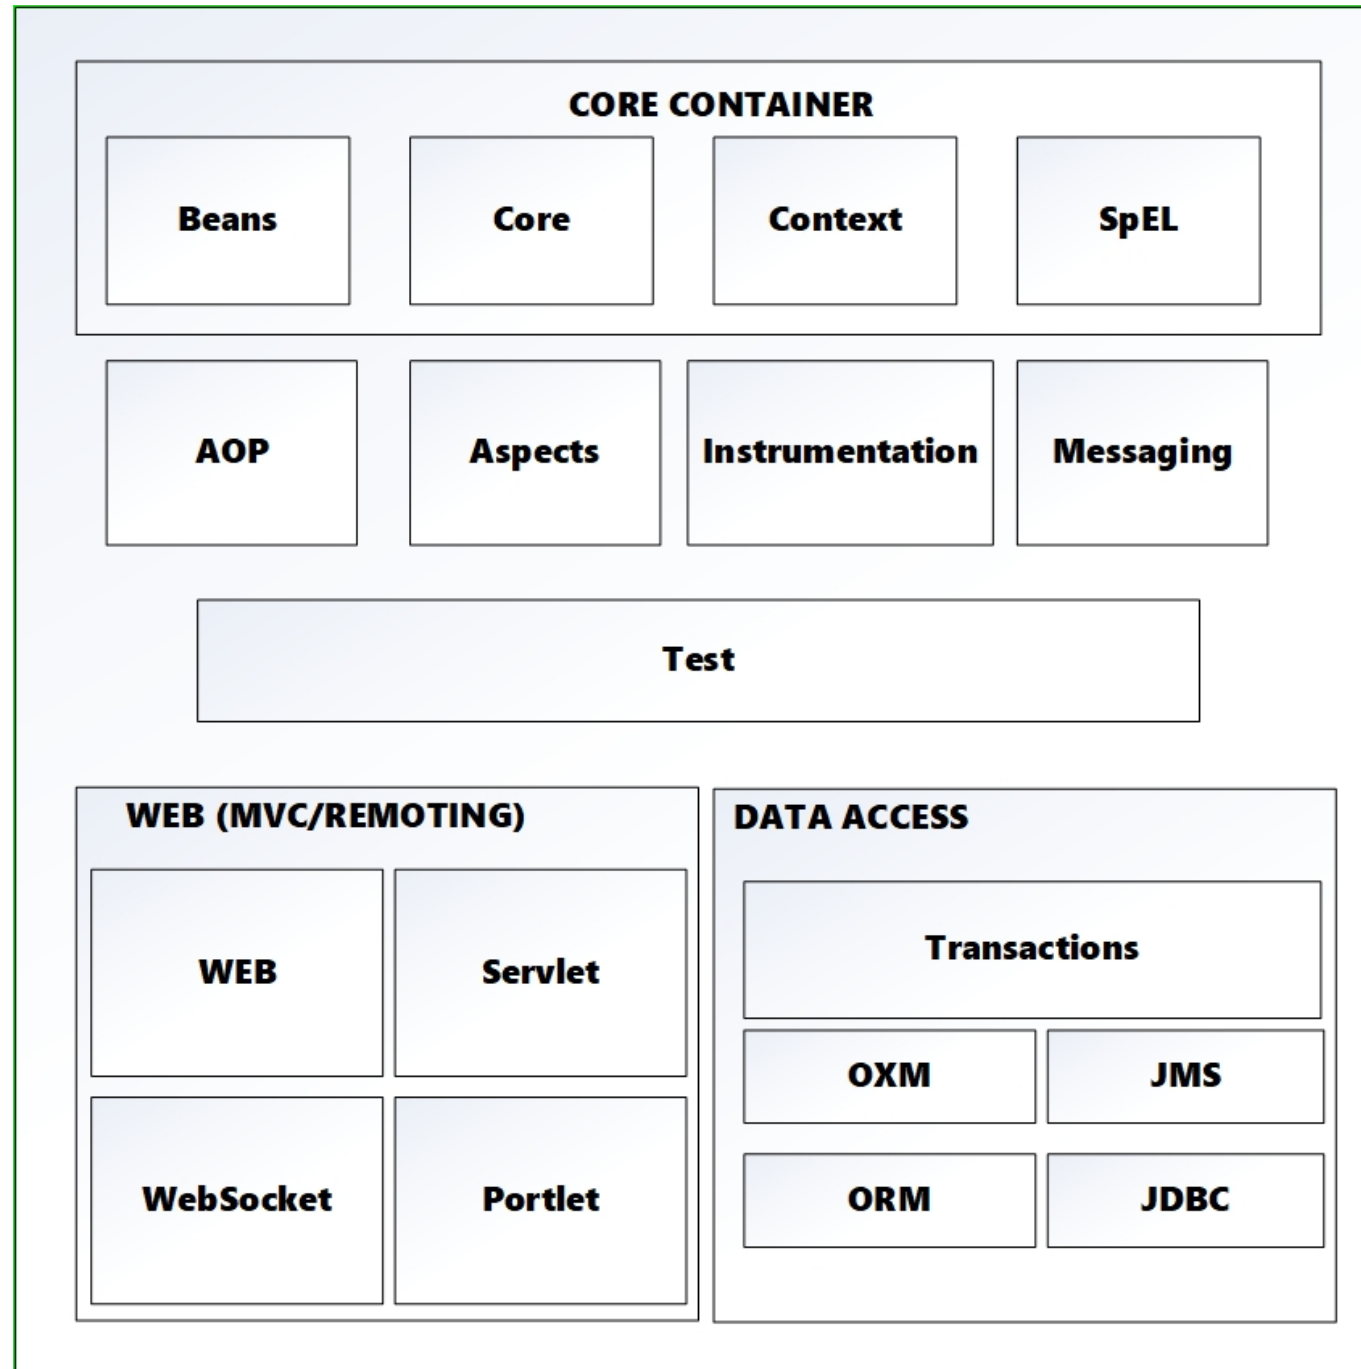 CORE CONTAINER
Beans
Core
Context
SpEL
AOP
Aspects
Instrumentation
Messaging
Test
WEB (MVC/REMOTING)
WEB
Servlet
WebSocket
Portlet
DATA ACCESS
Transactions
OXM
JMS
ORM
JDBC